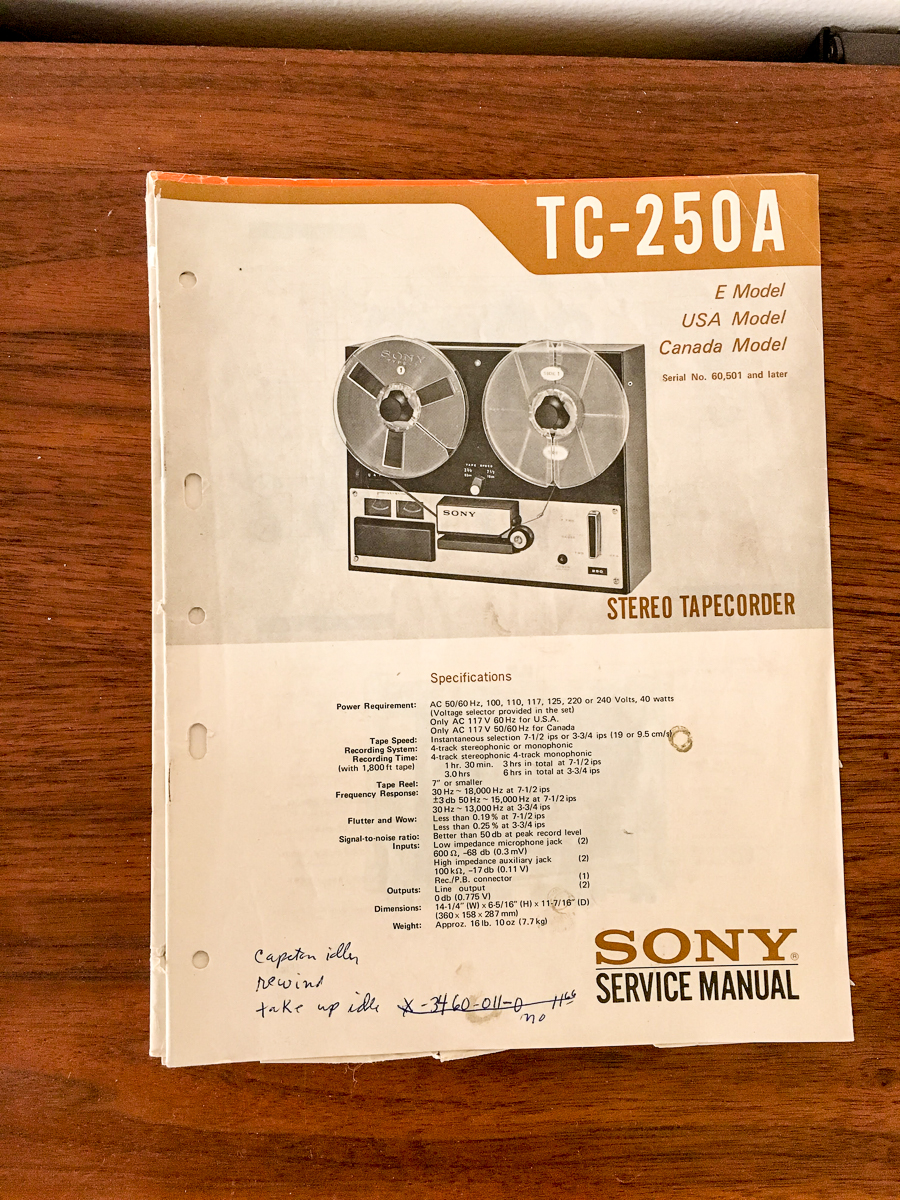 TC-250A
E Model
USA Model
Canada Model
Serial No. 60,501 and later
SONY
TAPE SPEED
3 3/4 7 1/2
SONY
STEREO TAPECORDER
Specifications
Power Requirement: AC 50/60 Hz, 100, 110, 117, 125, 220 or 240 Volts, 40 watts
(Voltage selector provided in the set)
Only AC 117 V 60 Hz for U.S.A.
Only AC 117 V 50/60 Hz for Canada
Tape Speed: Instantaneous selection 7-1/2 ips or 3-3/4 ips (19 or 9.5 cm/s)
Recording System: 4-track stereophonic or monophonic
Recording Time: 4-track stereophonic 4-track monophonic
(with 1,800 ft tape) 1 hr. 30 min. 3 hrs in total at 7-1/2 ips
3.0 hrs 6 hrs in total at 3-3/4 ips
Tape Reel: 7" or smaller
Frequency Response: 30 Hz ~ 18,000 Hz at 7-1/2 ips
±3 db 50 Hz ~ 15,000 Hz at 7-1/2 ips
30 Hz ~ 13,000 Hz at 3-3/4 ips
Flutter and Wow: Less than 0.19 % at 7-1/2 ips
Less than 0.25 % at 3-3/4 ips
Signal-to-noise ratio: Better than 50 db at peak record level
Inputs: Low impedance microphone jack (2)
600 Ω, -68 db (0.3 mV)
High impedance auxiliary jack (2)
100 kΩ, -17 db (0.11 V)
Rec./P.B. connector (1)
Outputs: Line output (2)
0 db (0.775 V)
Dimensions: 14-1/4" (W) x 6-5/16" (H) x 11-7/16" (D)
(360 x 158 x 287 mm)
Weight: Approx. 16 lb. 10 oz (7.7 kg)
SONY®
SERVICE MANUAL
Capstan idler
rewind
take up idle X-3460-011-0
no